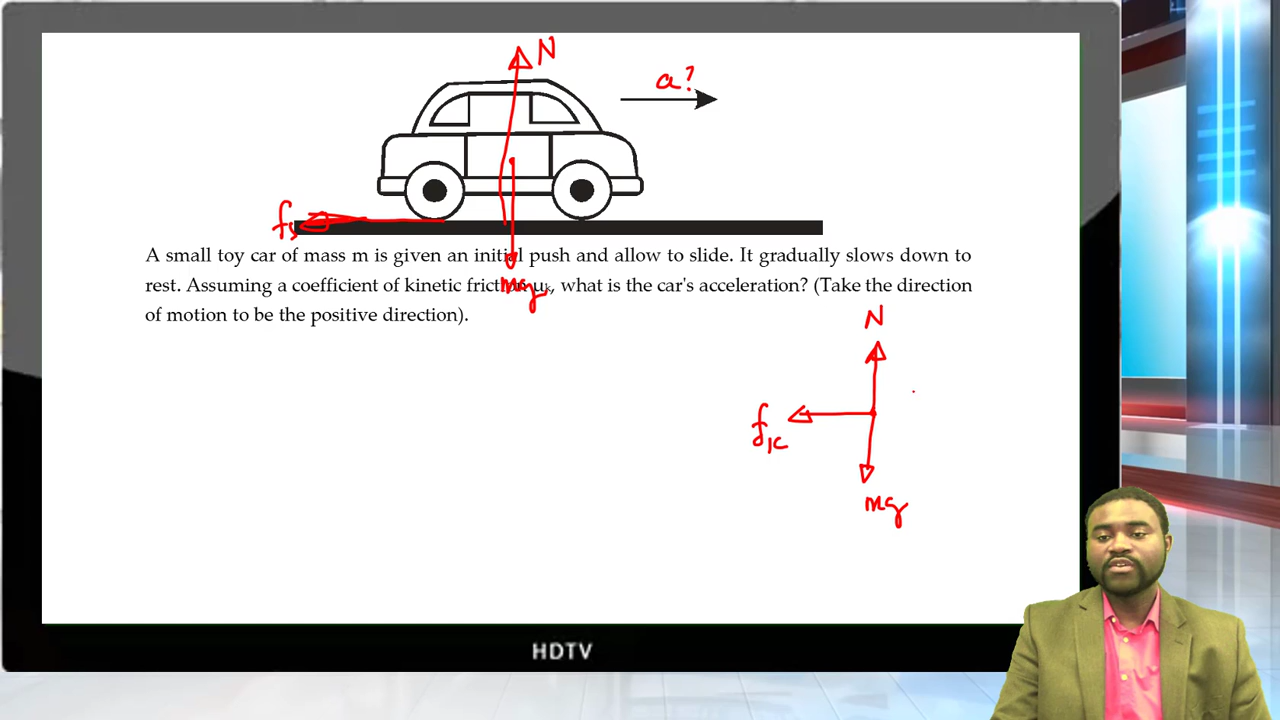 N
a?
fs
A small toy car of mass m is given an initial push and allow to slide. It gradually slows down to
rest. Assuming a coefficient of kinetic friction μk, what is the car's acceleration? (Take the direction
mg
of motion to be the positive direction).
N
fk
mg
HDTV